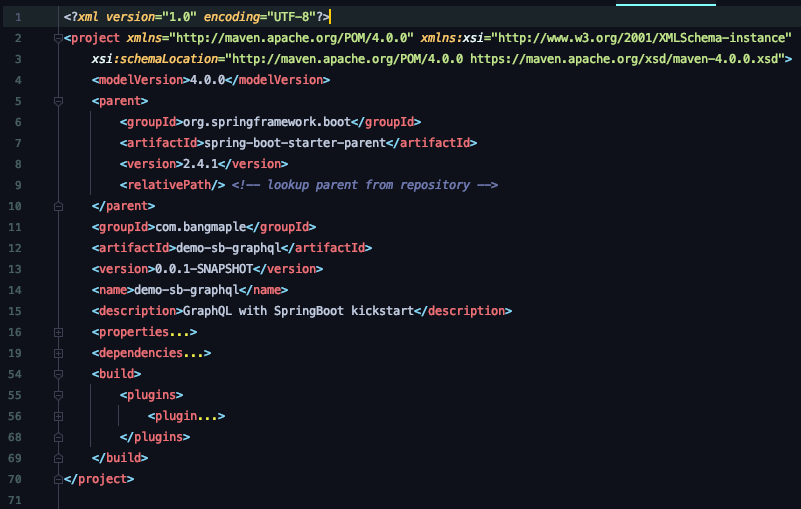 1 <?xml version="1.0" encoding="UTF-8"?>
2 <project xmlns="http://maven.apache.org/POM/4.0.0" xmlns:xsi="http://www.w3.org/2001/XMLSchema-instance"
3 xsi:schemaLocation="http://maven.apache.org/POM/4.0.0 https://maven.apache.org/xsd/maven-4.0.0.xsd">
4 <modelVersion>4.0.0</modelVersion>
5 <parent>
6 <groupId>org.springframework.boot</groupId>
7 <artifactId>spring-boot-starter-parent</artifactId>
8 <version>2.4.1</version>
9 <relativePath/> <!-- lookup parent from repository -->
10 </parent>
11 <groupId>com.bangmaple</groupId>
12 <artifactId>demo-sb-graphql</artifactId>
13 <version>0.0.1-SNAPSHOT</version>
14 <name>demo-sb-graphql</name>
15 <description>GraphQL with SpringBoot kickstart</description>
16 <properties...>
19 <dependencies...>
54 <build>
55 <plugins>
56 <plugin...>
68 </plugins>
69 </build>
70 </project>
71